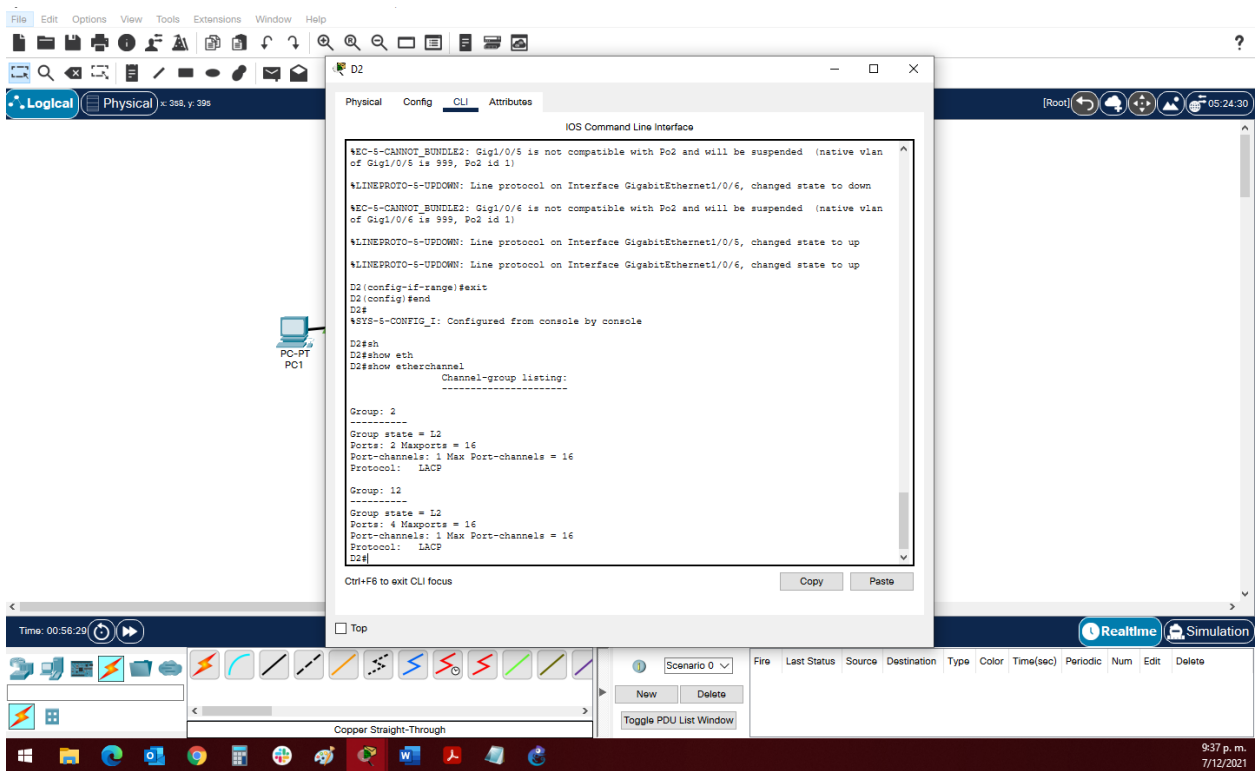 File Edit Options View Tools Extensions Window Help
?
D2
Logical Physical x: 358, y: 395
[Root] 05:24:30
Physical Config CLI Attributes
IOS Command Line Interface
%EC-5-CANNOT_BUNDLE2: Gig1/0/5 is not compatible with Po2 and will be suspended (native vlan
of Gig1/0/5 is 999, Po2 id 1)
%LINEPROTO-5-UPDOWN: Line protocol on Interface GigabitEthernet1/0/6, changed state to down
%EC-5-CANNOT_BUNDLE2: Gig1/0/6 is not compatible with Po2 and will be suspended (native vlan
of Gig1/0/6 is 999, Po2 id 1)
%LINEPROTO-5-UPDOWN: Line protocol on Interface GigabitEthernet1/0/5, changed state to up
%LINEPROTO-5-UPDOWN: Line protocol on Interface GigabitEthernet1/0/6, changed state to up
D2(config-if-range)#exit
D2(config)#end
D2#
%SYS-5-CONFIG_I: Configured from console by console
D2#sh
D2#show eth
D2#show etherchannel
Channel-group listing:
----------------------
Group: 2
----------
Group state = L2
Ports: 2 Maxports = 16
Port-channels: 1 Max Port-channels = 16
Protocol: LACP
Group: 12
----------
Group state = L2
Ports: 4 Maxports = 16
Port-channels: 1 Max Port-channels = 16
Protocol: LACP
D2#
PC-PT
PC1
Ctrl+F6 to exit CLI focus
Copy Paste
Top
Time: 00:56:29
Realtime Simulation
Scenario 0
Fire Last Status Source Destination Type Color Time(sec) Periodic Num Edit Delete
New Delete
Toggle PDU List Window
Copper Straight-Through
9:37 p. m.
7/12/2021